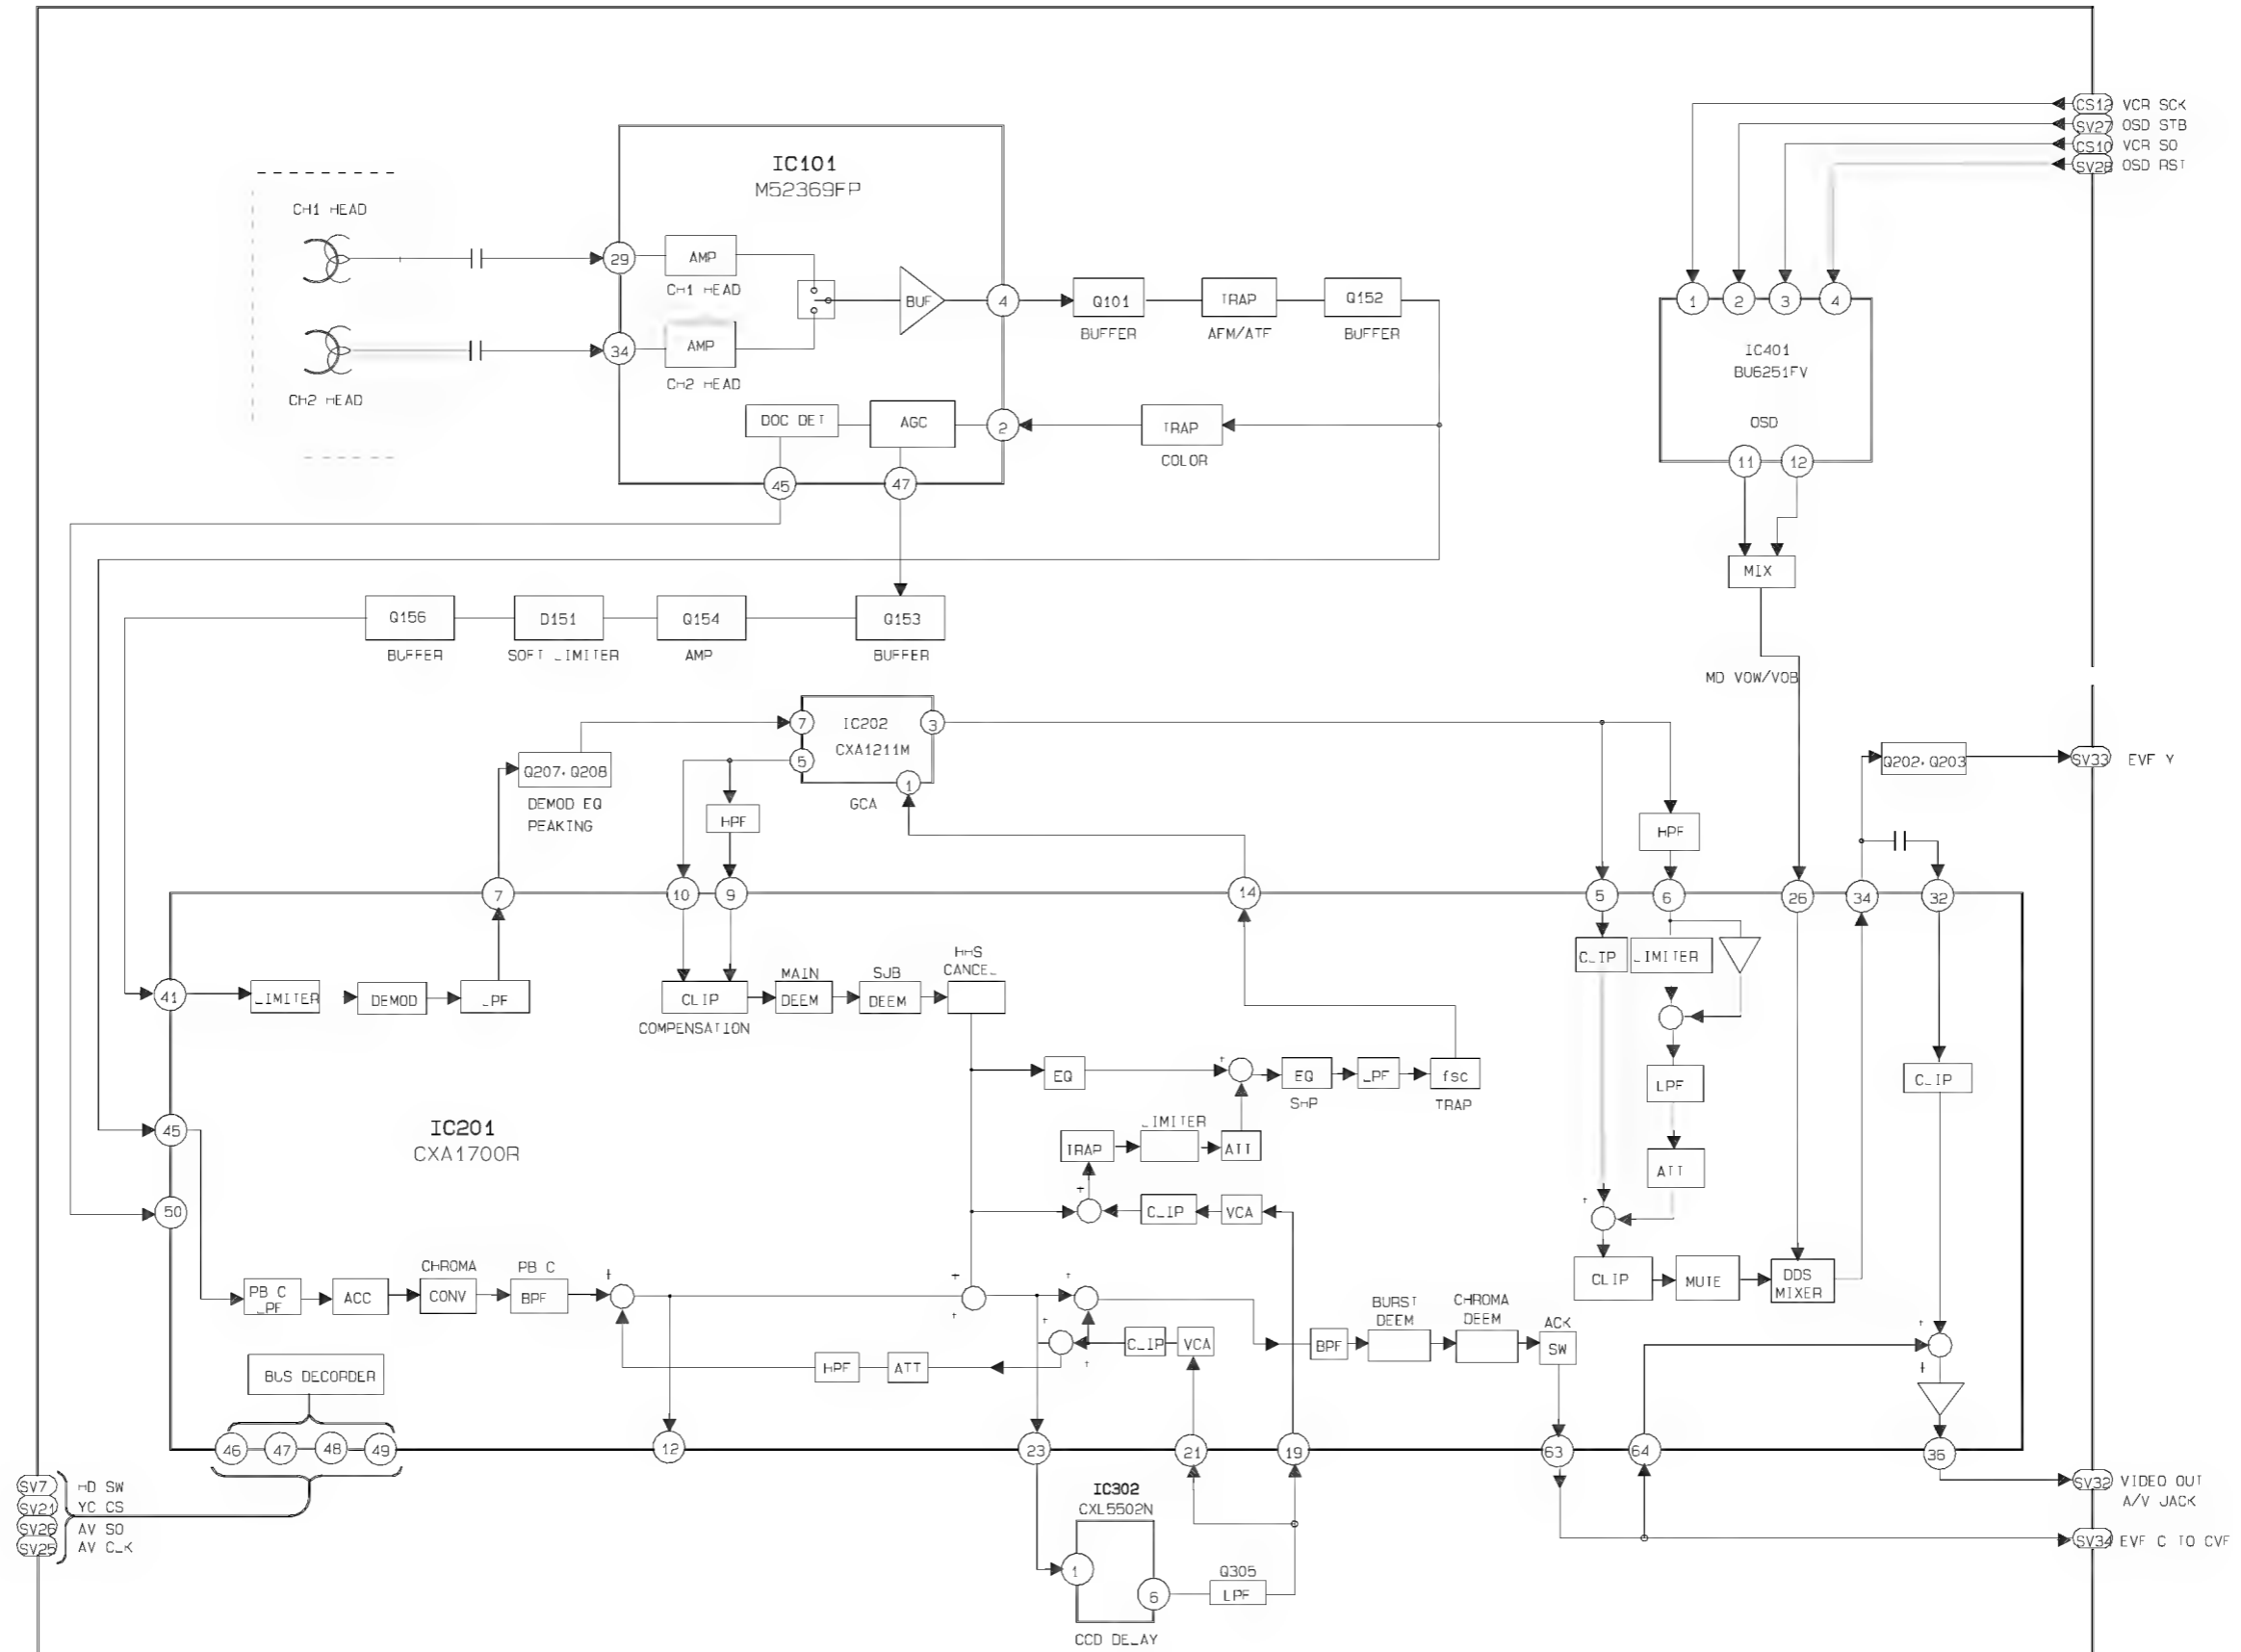 CS12 VCR SCK
SV27 OSD STB
CS10 VCR SO
SV28 OSD RST
IC101
M52369FP
CH1 HEAD
CH2 HEAD
29
AMP
CH1 HEAD
34
AMP
CH2 HEAD
BUF
4
Q101
BUFFER
TRAP
AFM/ATF
Q152
BUFFER
DOC DET
AGC
2
TRAP
COLOR
45
47
1
2
3
4
IC401
BU6251FV
OSD
11
12
MIX
MD VOW/VOB
Q156
BUFFER
D151
SOFT LIMITER
Q154
AMP
Q153
BUFFER
7
IC202
3
CXA1211M
5
1
GCA
Q207,Q208
DEMOD EQ
PEAKING
HPF
HPF
Q202,Q203
SV33 EVF Y
7
10
9
14
5
6
26
34
32
41
LIMITER
DEMOD
LPF
CLIP
COMPENSATION
MAIN
DEEM
SUB
DEEM
HHS
CANCEL
CLIP
LIMITER
EQ
EQ
SHP
LPF
fsc
TRAP
LPF
CLIP
45
IC201
CXA1700R
LIMITER
TRAP
ATT
ATT
50
CLIP
VCA
PB C
LPF
ACC
CHROMA
CONV
PB C
BPF
CLIP
MUTE
DDS
MIXER
CLIP
VCA
HPF
ATT
BPF
BURST
DEEM
CHROMA
DEEM
ACK
SW
BUS DECORDER
46
47
48
49
12
23
21
19
63
64
36
SV7 HD SW
SV21 YC CS
SV26 AV SO
SV25 AV CLK
IC302
CXL5502N
1
6
Q305
LPF
CCD DELAY
SV32 VIDEO OUT
A/V JACK
SV34 EVF C TO CVF